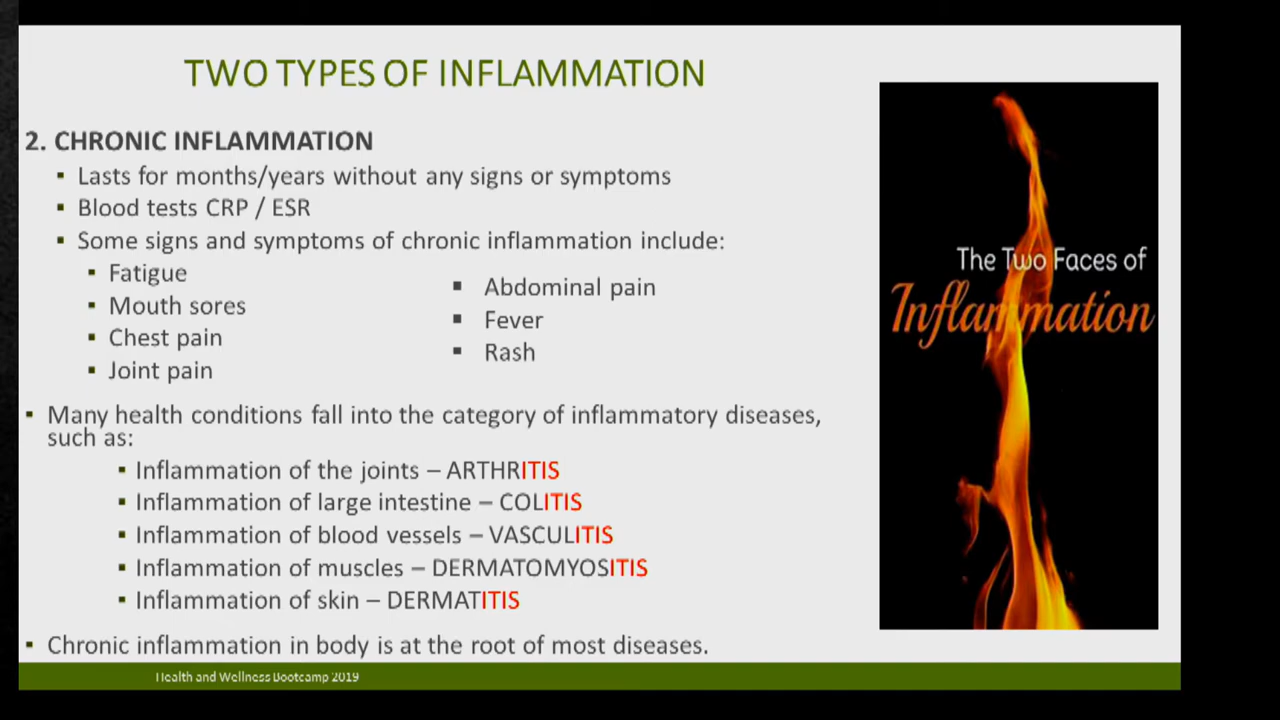 TWO TYPES OF INFLAMMATION
2. CHRONIC INFLAMMATION
▪ Lasts for months/years without any signs or symptoms
▪ Blood tests CRP / ESR
▪ Some signs and symptoms of chronic inflammation include:
▪ Fatigue
▪ Mouth sores
▪ Chest pain
▪ Joint pain
▪ Abdominal pain
▪ Fever
▪ Rash
▪ Many health conditions fall into the category of inflammatory diseases,
such as:
▪ Inflammation of the joints – ARTHRITIS
▪ Inflammation of large intestine – COLITIS
▪ Inflammation of blood vessels – VASCULITIS
▪ Inflammation of muscles – DERMATOMYOSITIS
▪ Inflammation of skin – DERMATITIS
▪ Chronic inflammation in body is at the root of most diseases.
The Two Faces of
Inflammation
Health and Wellness Bootcamp 2019